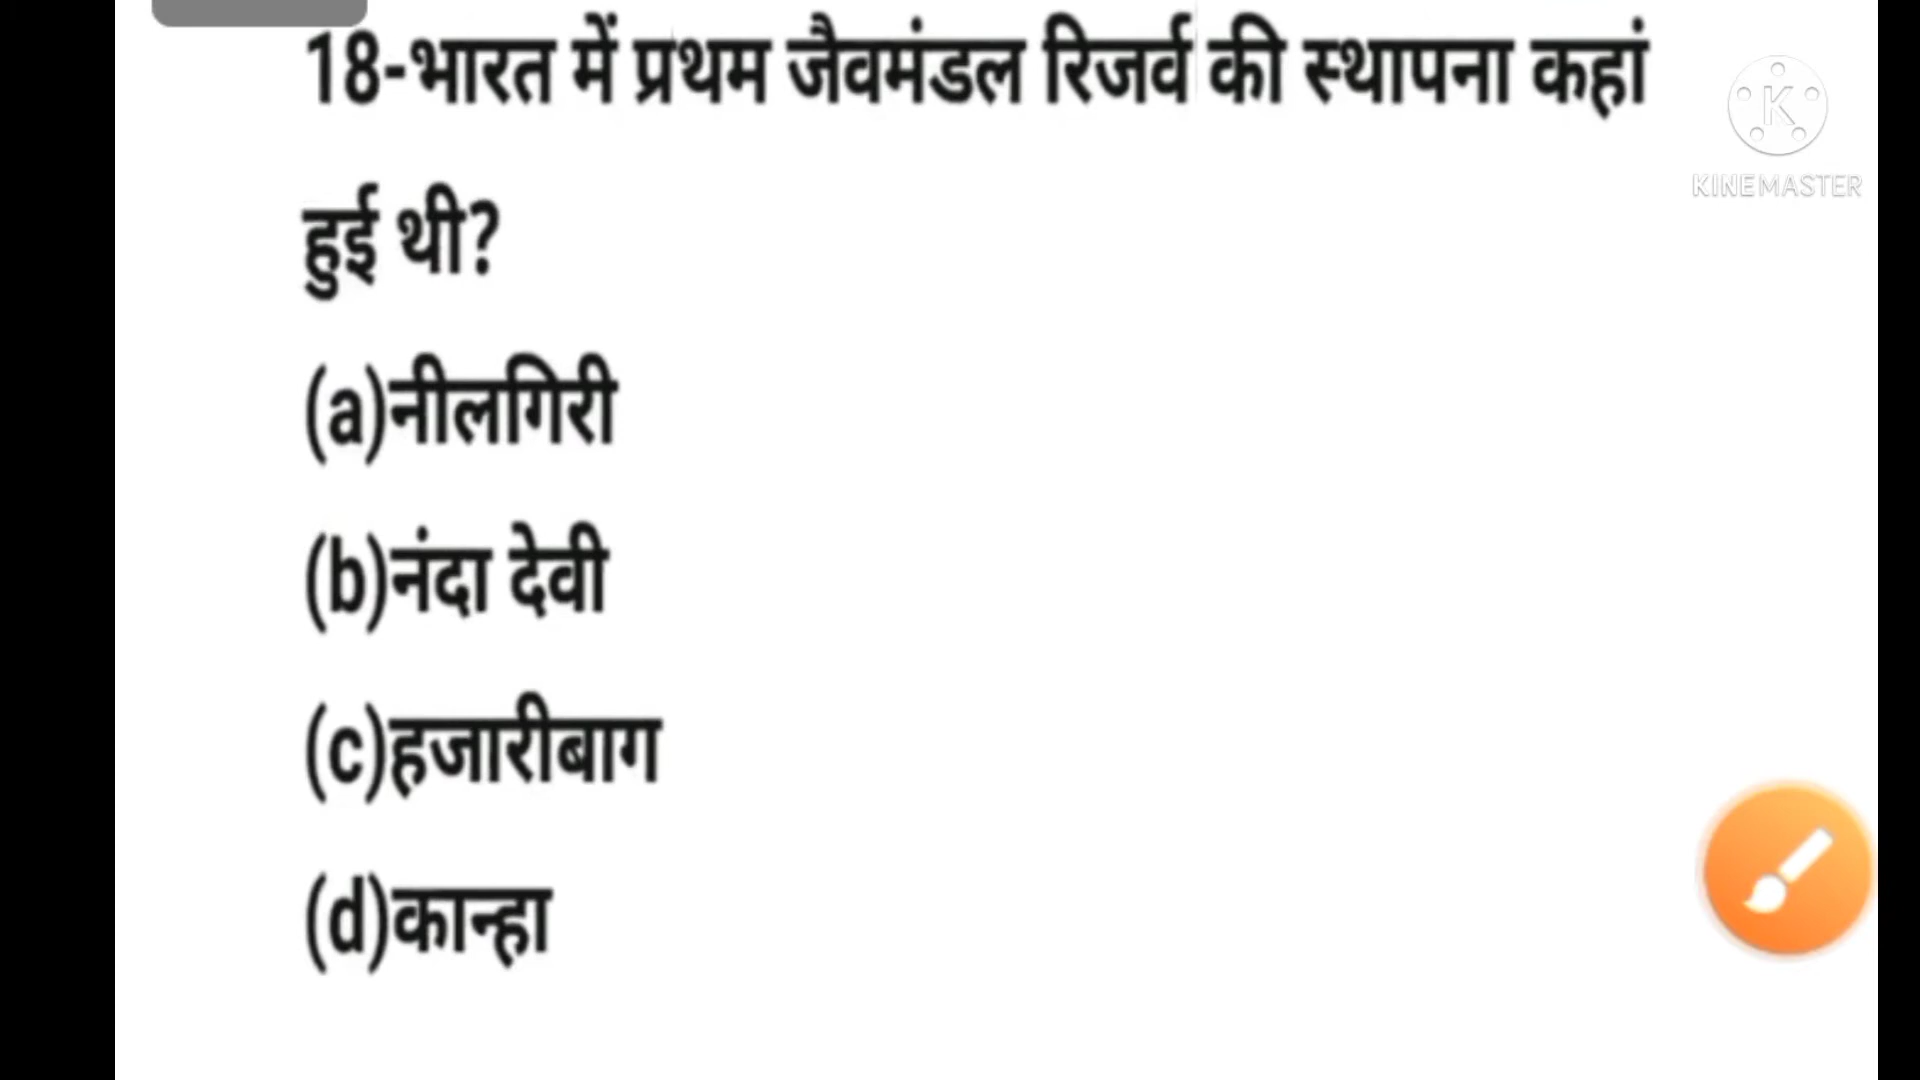 18-भारत में प्रथम जैवमंडल रिजर्व की स्थापना कहां
हुई थी?
(a)नीलगिरी
(b)नंदा देवी
(c)हजारीबाग
(d)कान्हा
K
KINEMASTER